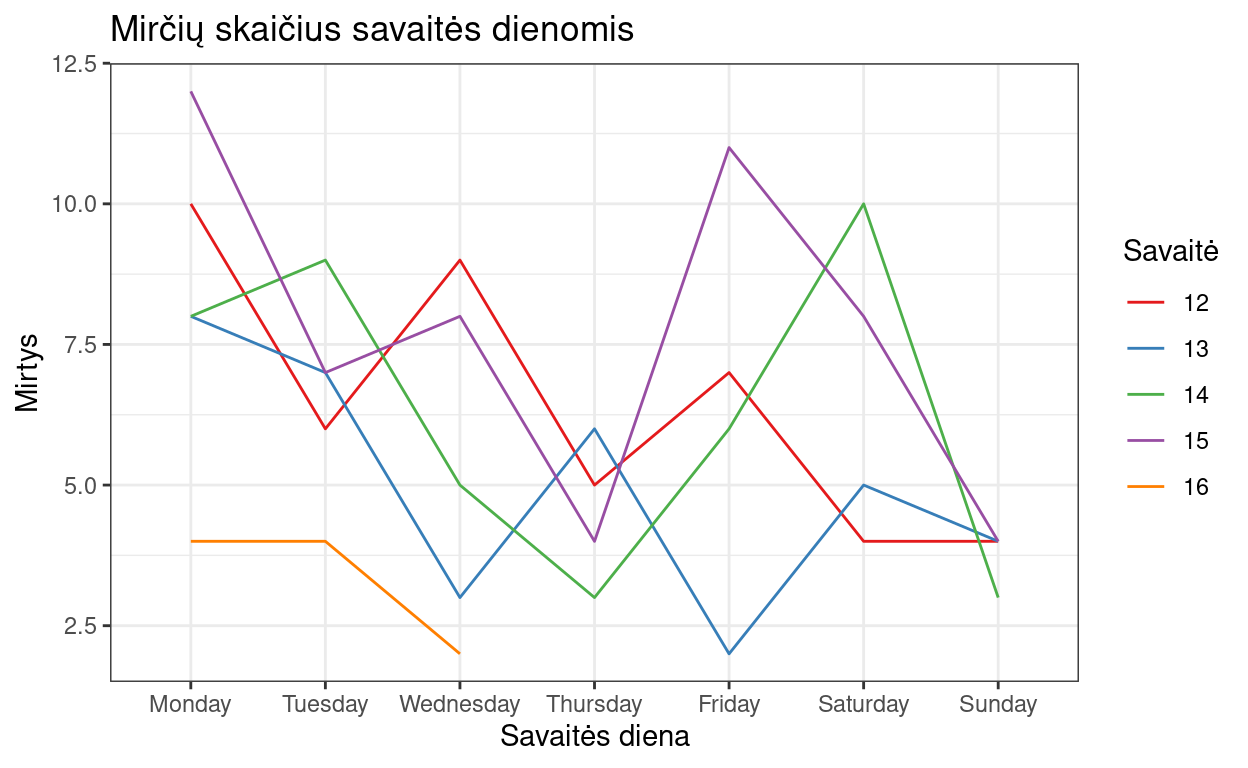 Mirčių skaičius savaitės dienomis
12.5
10.0
7.5
5.0
2.5
Mirtys
Monday Tuesday Wednesday Thursday Friday Saturday Sunday
Savaitės diena
Savaitė
12
13
14
15
16